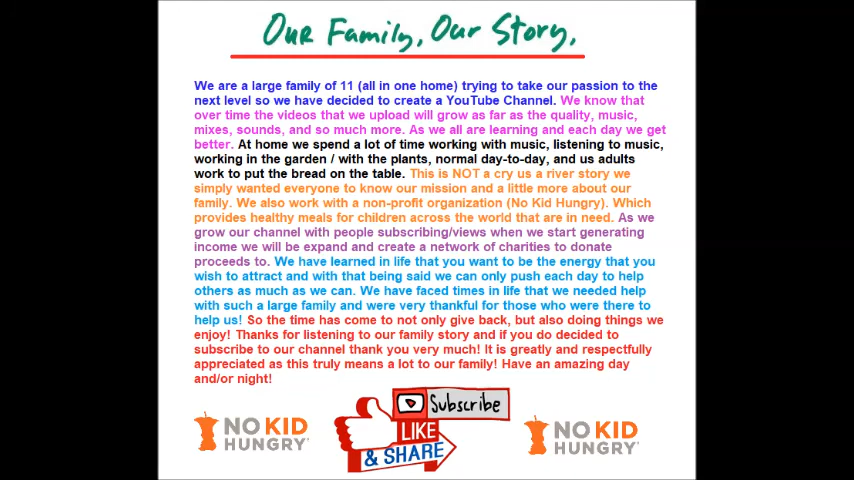 Our Family, Our Story,
We are a large family of 11 (all in one home) trying to take our passion to the
next level so we have decided to create a YouTube Channel. We know that
over time the videos that we upload will grow as far as the quality, music,
mixes, sounds, and so much more. As we all are learning and each day we get
better. At home we spend a lot of time working with music, listening to music,
working in the garden / with the plants, normal day-to-day, and us adults
work to put the bread on the table. This is NOT a cry us a river story we
simply wanted everyone to know our mission and a little more about our
family. We also work with a non-profit organization (No Kid Hungry). Which
provides healthy meals for children across the world that are in need. As we
grow our channel with people subscribing/views when we start generating
income we will be expand and create a network of charities to donate
proceeds to. We have learned in life that you want to be the energy that you
wish to attract and with that being said we can only push each day to help
others as much as we can. We have faced times in life that we needed help
with such a large family and were very thankful for those who were there to
help us! So the time has come to not only give back, but also doing things we
enjoy! Thanks for listening to our family story and if you do decided to
subscribe to our channel thank you very much! It is greatly and respectfully
appreciated as this truly means a lot to our family! Have an amazing day
and/or night!
NO KID
HUNGRY
Subscribe
LIKE
& SHARE
NO KID
HUNGRY